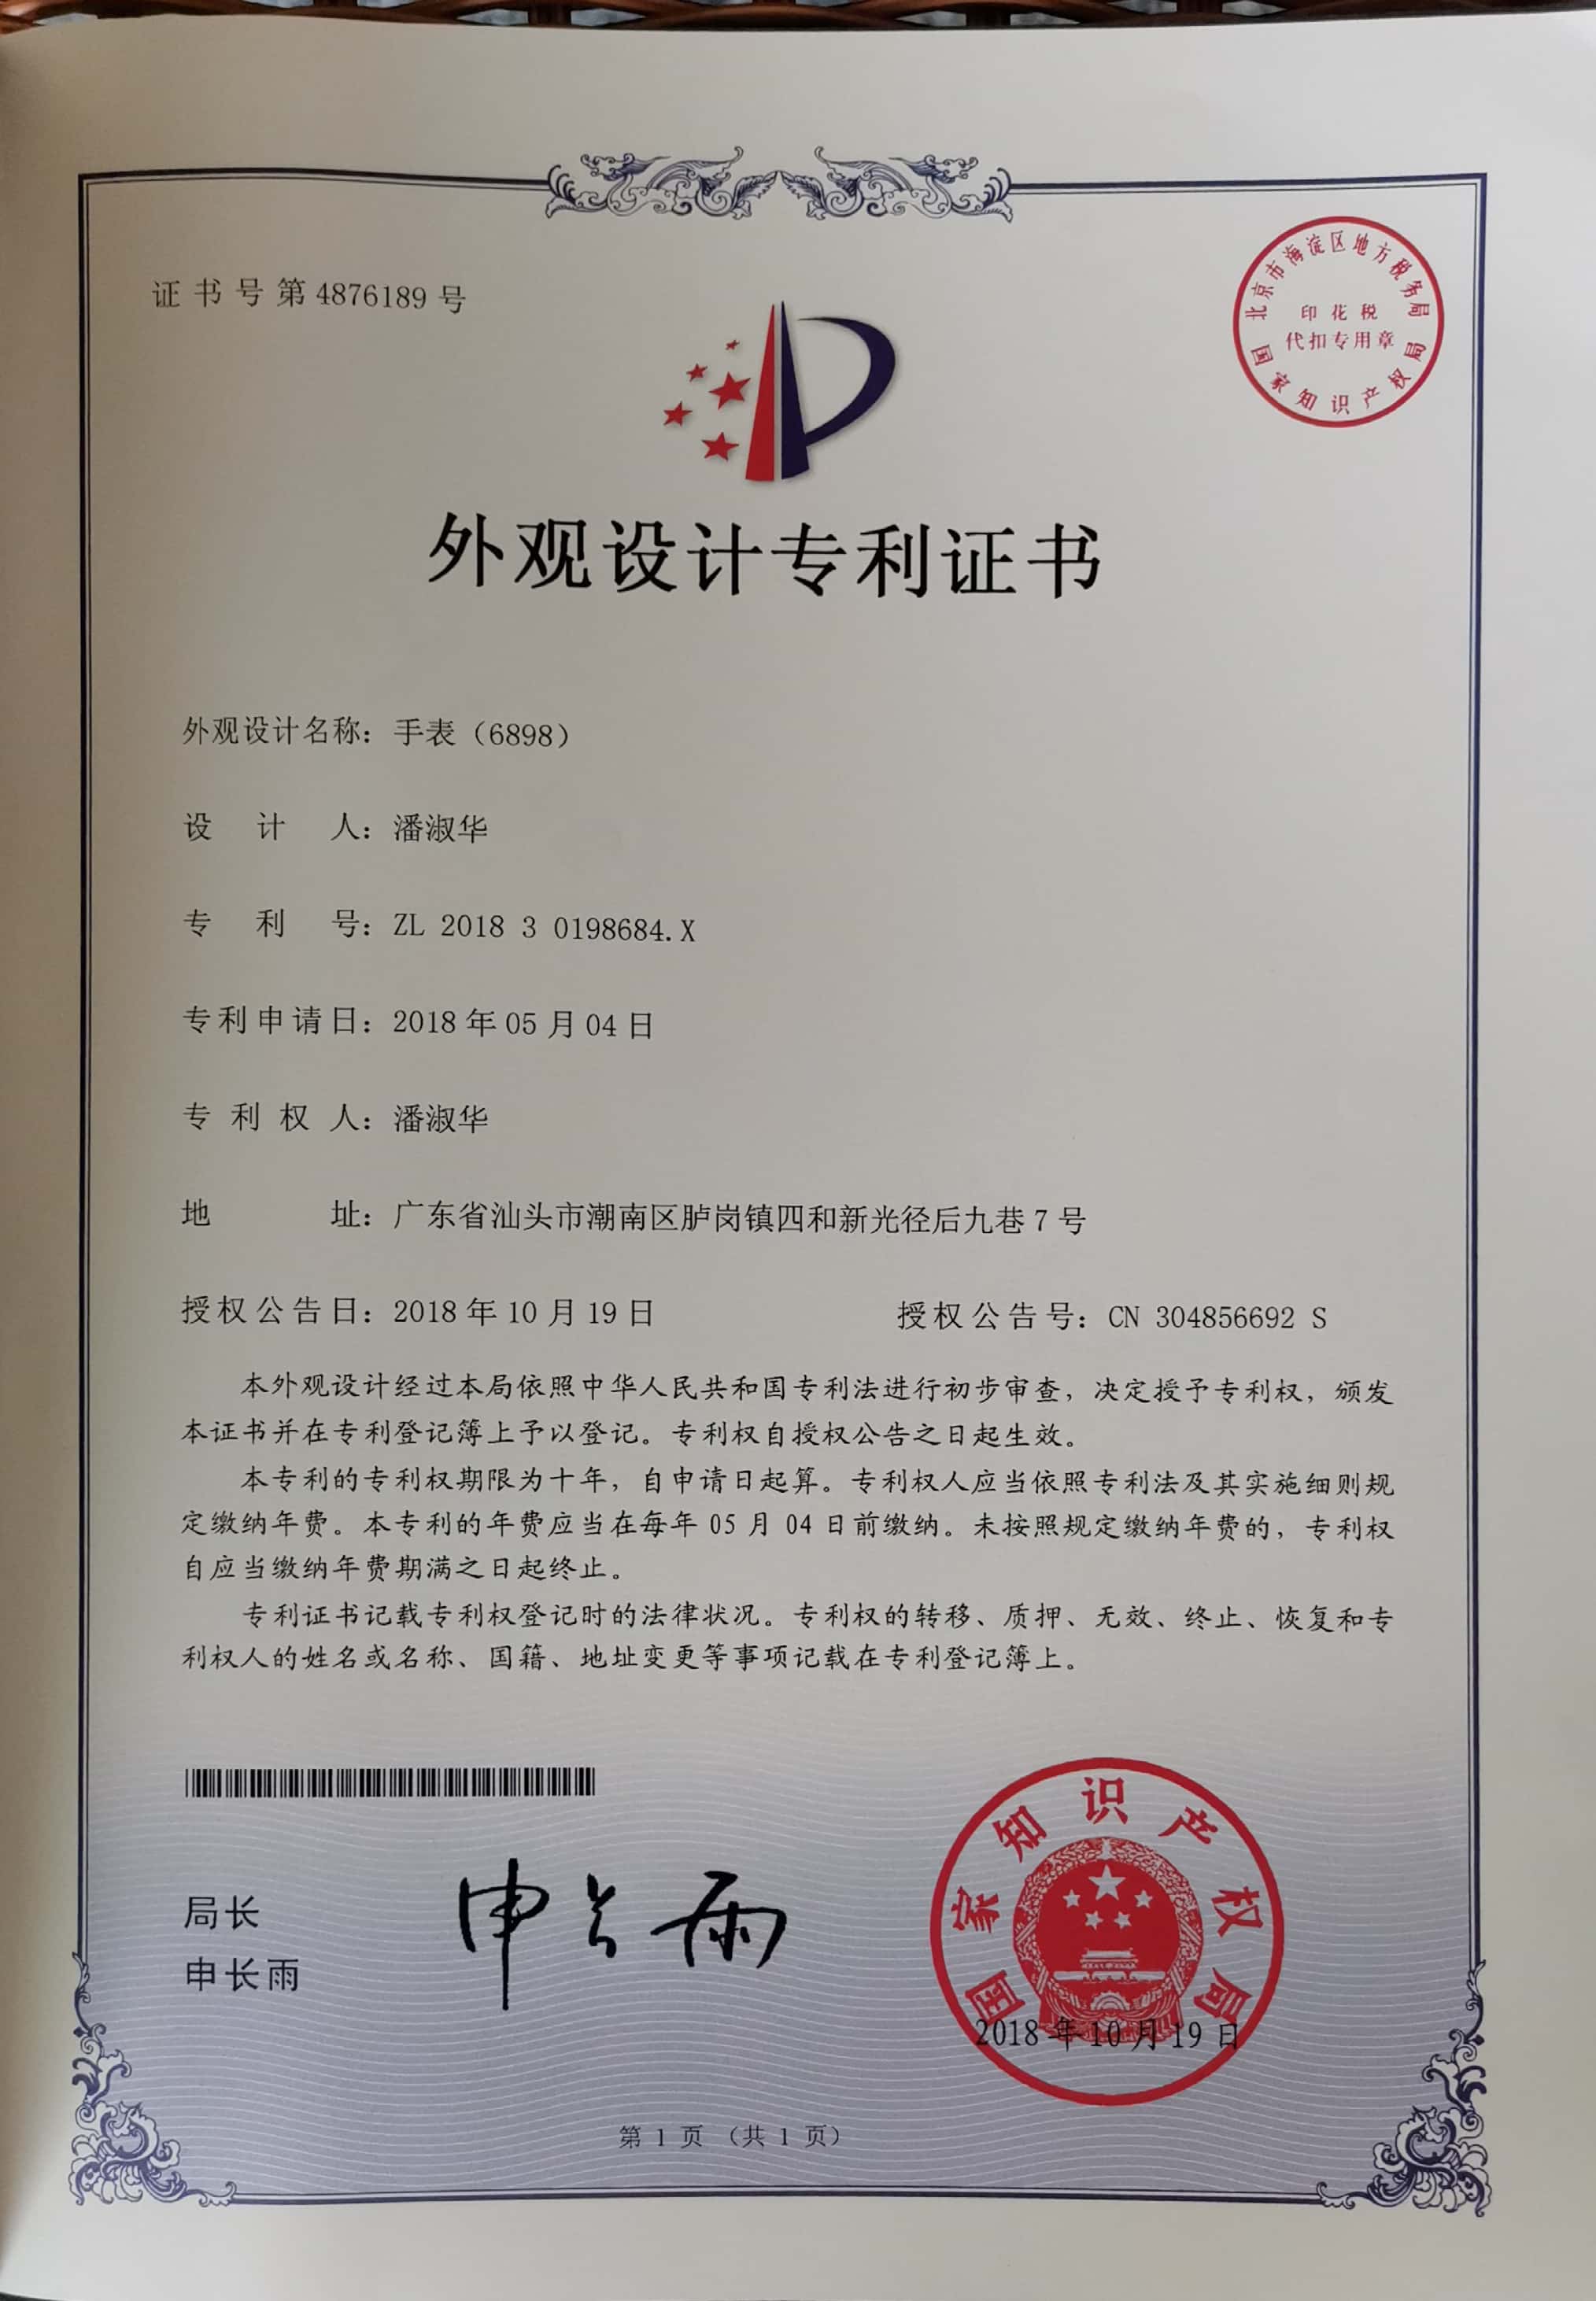 证书号第4876189号
北京市海淀区地方税务局
印花税
代扣专用章
国家知识产权局
外观设计专利证书
外观设计名称：手表（6898）
设计人：潘淑华
专利号：ZL 2018 3 0198684.X
专利申请日：2018年05月04日
专利权人：潘淑华
地址：广东省汕头市潮南区胪岗镇四和新光径后九巷7号
授权公告日：2018年10月19日 授权公告号：CN 304856692 S
本外观设计经过本局依照中华人民共和国专利法进行初步审查，决定授予专利权，颁发
本证书并在专利登记簿上予以登记。专利权自授权公告之日起生效。
本专利的专利权期限为十年，自申请日起算。专利权人应当依照专利法及其实施细则规
定缴纳年费。本专利的年费应当在每年05月04日前缴纳。未按照规定缴纳年费的，专利权
自应当缴纳年费期满之日起终止。
专利证书记载专利权登记时的法律状况。专利权的转移、质押、无效、终止、恢复和专
利权人的姓名或名称、国籍、地址变更等事项记载在专利登记簿上。
局长
申长雨
申长雨
国家知识产权局
2018年10月19日
第1页（共1页）